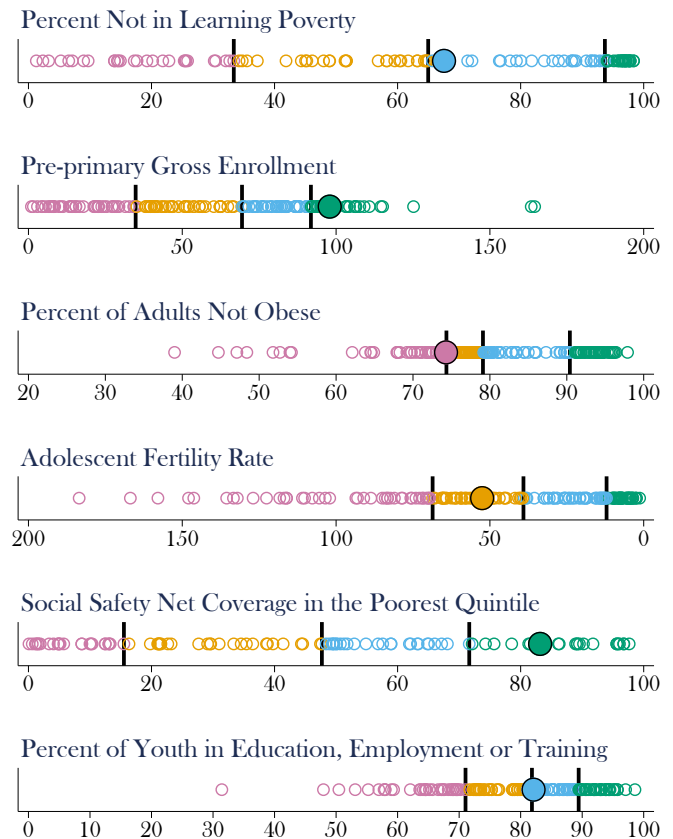 Percent Not in Learning Poverty
0 20 40 60 80 100
Pre-primary Gross Enrollment
0 50 100 150 200
Percent of Adults Not Obese
20 30 40 50 60 70 80 90 100
Adolescent Fertility Rate
200 150 100 50 0
Social Safety Net Coverage in the Poorest Quintile
0 20 40 60 80 100
Percent of Youth in Education, Employment or Training
0 10 20 30 40 50 60 70 80 90 100